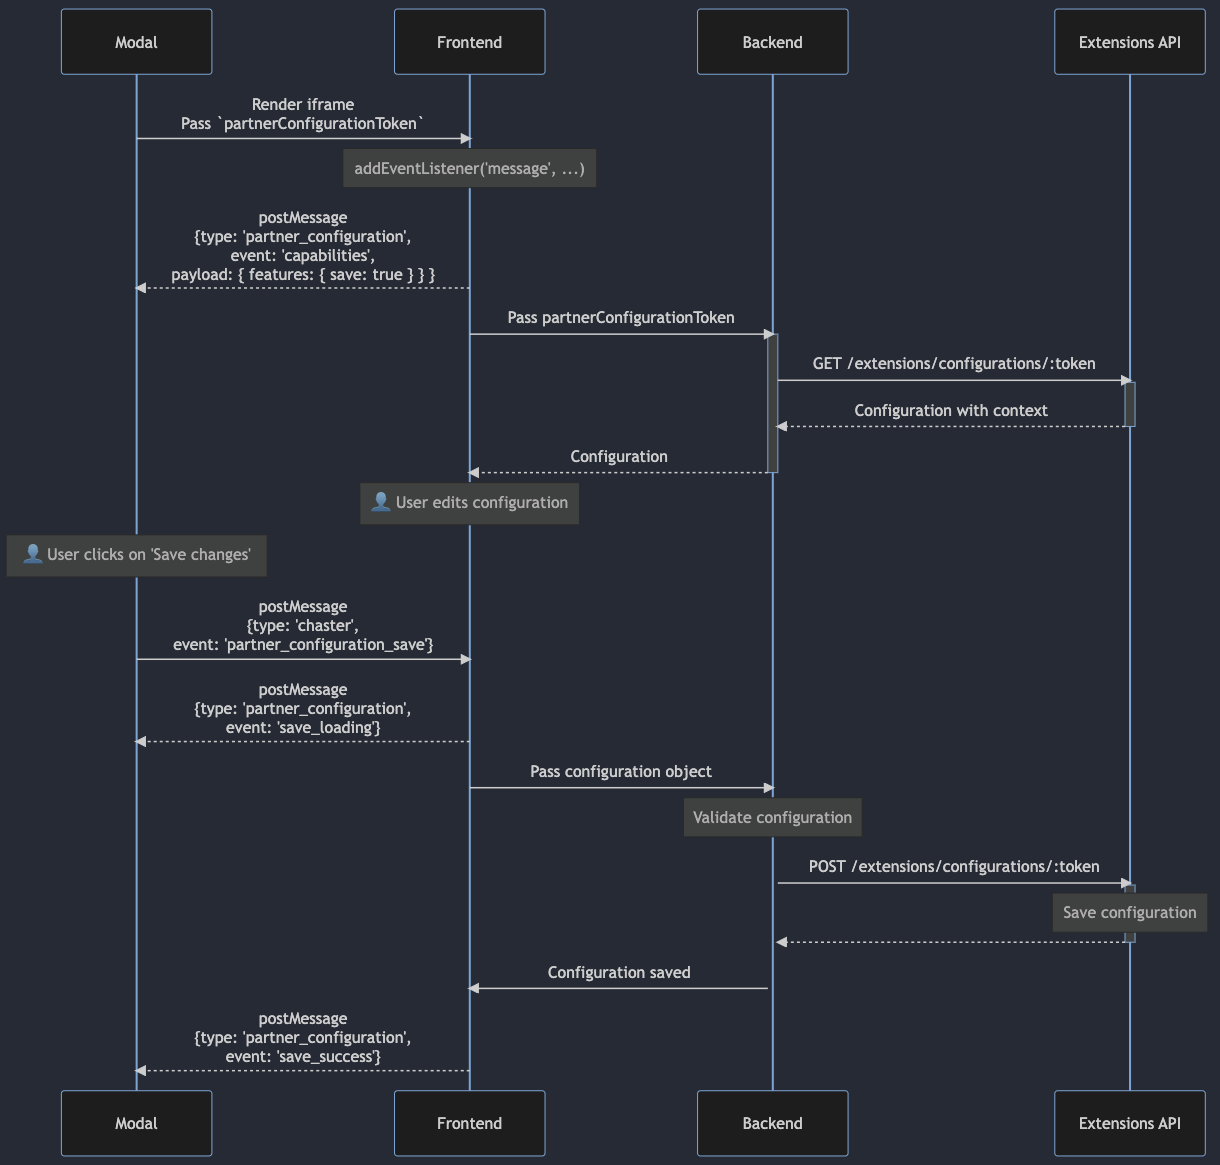 Modal
Frontend
Backend
Extensions API
Render iframe
Pass `partnerConfigurationToken`
addEventListener('message', ...)
postMessage
{type: 'partner_configuration',
event: 'capabilities',
payload: { features: { save: true } } }
Pass partnerConfigurationToken
GET /extensions/configurations/:token
Configuration with context
Configuration
👤 User edits configuration
👤 User clicks on 'Save changes'
postMessage
{type: 'chaster',
event: 'partner_configuration_save'}
postMessage
{type: 'partner_configuration',
event: 'save_loading'}
Pass configuration object
Validate configuration
POST /extensions/configurations/:token
Save configuration
Configuration saved
postMessage
{type: 'partner_configuration',
event: 'save_success'}
Modal
Frontend
Backend
Extensions API